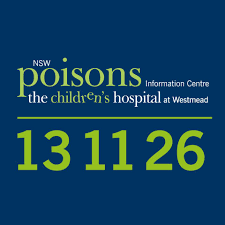 NSW
poisons Information Centre
the children's hospital at Westmead
13 11 26